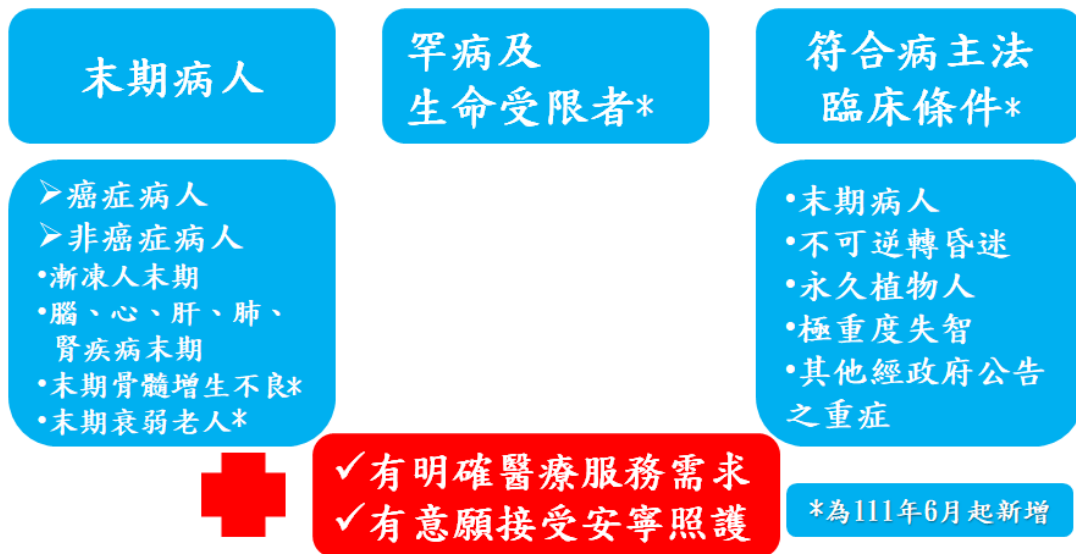 末期病人
罕病及
生命受限者*
符合病主法
臨床條件*
➢癌症病人
➢非癌症病人
•漸凍人末期
•腦、心、肝、肺、
腎疾病末期
•末期骨髓增生不良*
•末期衰弱老人*
•末期病人
•不可逆轉昏迷
•永久植物人
•極重度失智
•其他經政府公告
之重症
✓有明確醫療服務需求
✓有意願接受安寧照護
*為111年6月起新增